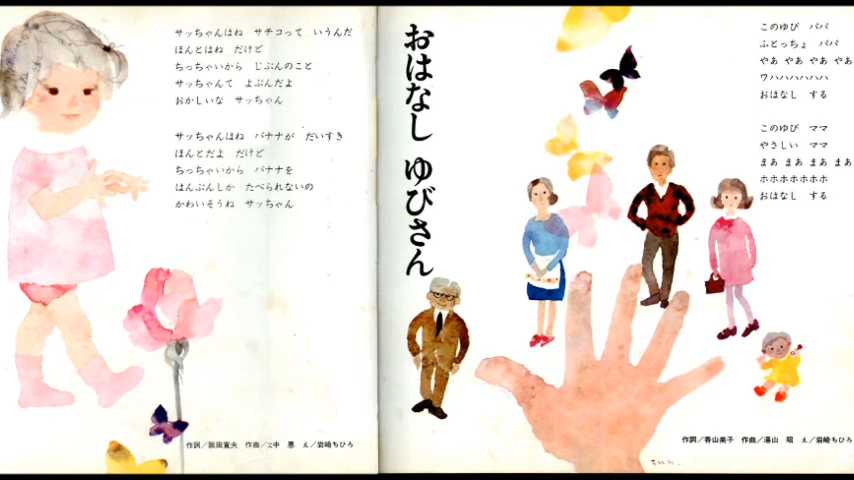 サッちゃんはね　サチコって　いうんだ
ほんとはね　だけど
ちっちゃいから　じぶんのこと
サッちゃんて　よぶんだよ
おかしいな　サッちゃん
サッちゃんはね　バナナが　だいすき
ほんとだよ　だけど
ちっちゃいから　バナナを
はんぶんしか　たべられないの
かわいそうね　サッちゃん
作詞／阪田寛夫　作曲／中　恩　え／岩崎ちひろ
おはなし　ゆびさん
このゆび　パパ
ふとっちょ　パパ
やあ　やあ　やあ　やあ
ワハハハハハハ
おはなし　する
このゆび　ママ
やさしい　ママ
まあ　まあ　まあ　まあ
ホホホホホホホ
おはなし　する
作詞／香山美子　作曲／湯山　昭　え／岩崎ちひろ